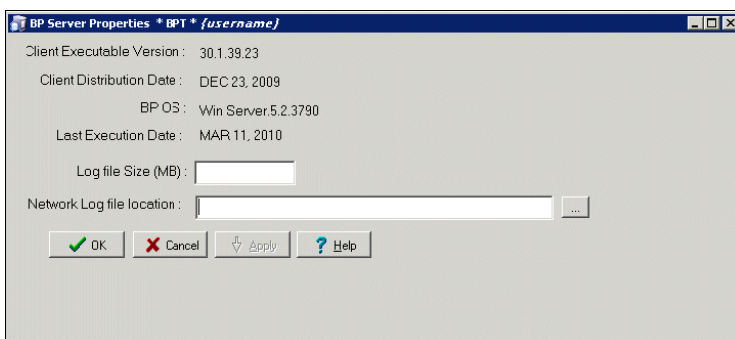 BP Server Properties * BPT * {username}
Client Executable Version : 30.1.39.23
Client Distribution Date : DEC 23, 2009
BP OS : Win Server.5.2.3790
Last Execution Date : MAR 11, 2010
Log file Size (MB) :
Network Log file location : ...
OK Cancel Apply ? Help